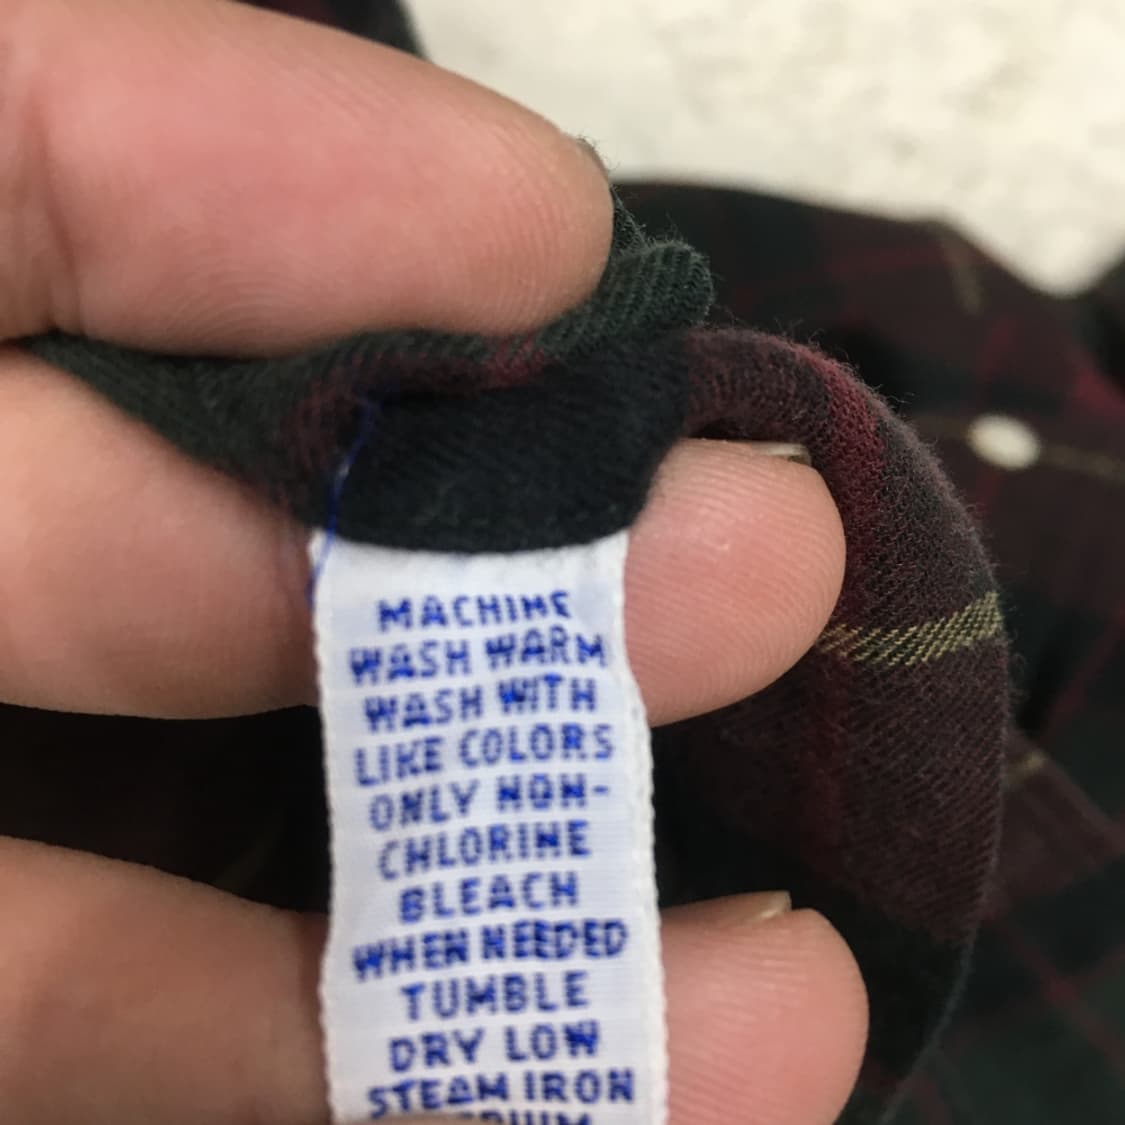 MACHINE
WASH WARM
WASH WITH
LIKE COLORS
ONLY NON-
CHLORINE
BLEACH
WHEN NEEDED
TUMBLE
DRY LOW
STEAM IRON